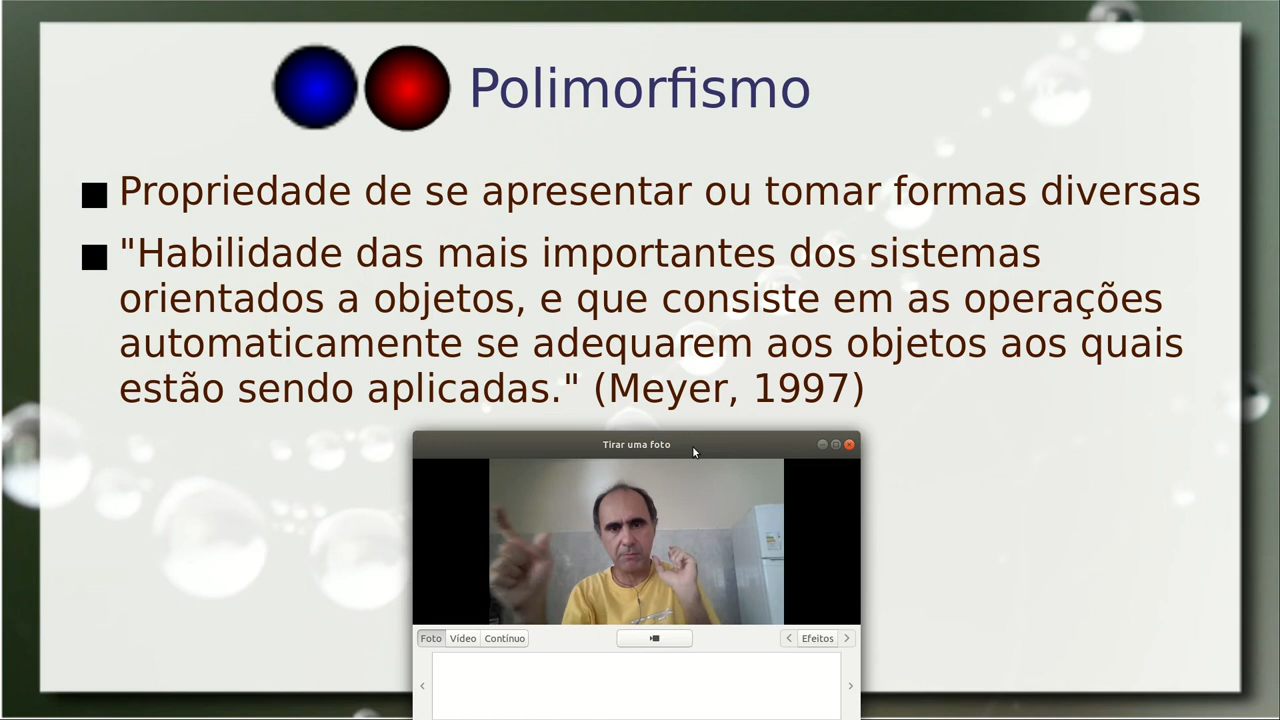 Polimorfismo
Propriedade de se apresentar ou tomar formas diversas
"Habilidade das mais importantes dos sistemas
orientados a objetos, e que consiste em as operações
automaticamente se adequarem aos objetos aos quais
estão sendo aplicadas." (Meyer, 1997)
Tirar uma foto
Foto Vídeo Contínuo Efeitos